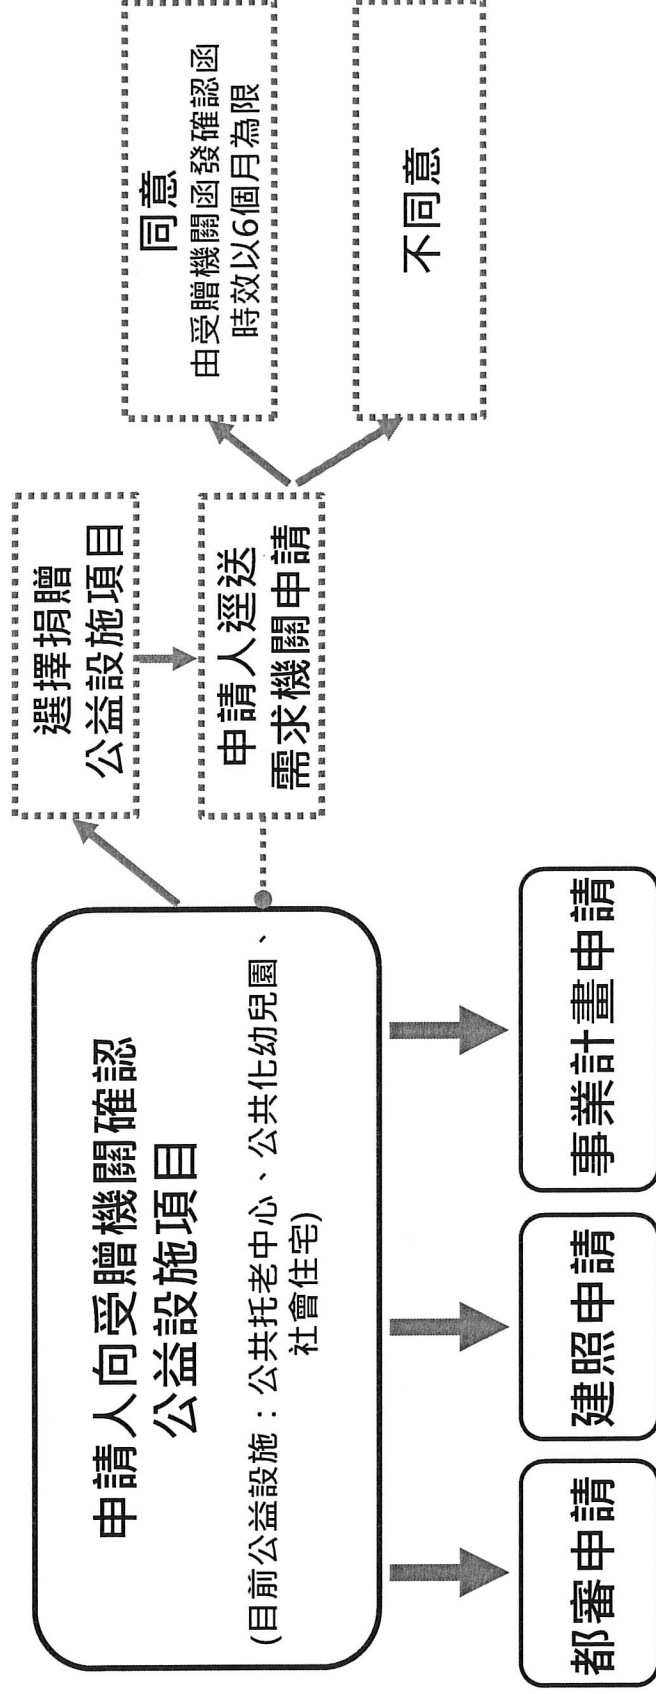 申請人向受贈機關確認
公益設施項目
(目前公益設施：公共托老中心、公共化幼兒園、
社會住宅)
選擇捐贈
公益設施項目
申請人逕送
需求機關申請
同意
由受贈機關函發確認函
時效以6個月為限
不同意
都審申請
建照申請
事業計畫申請